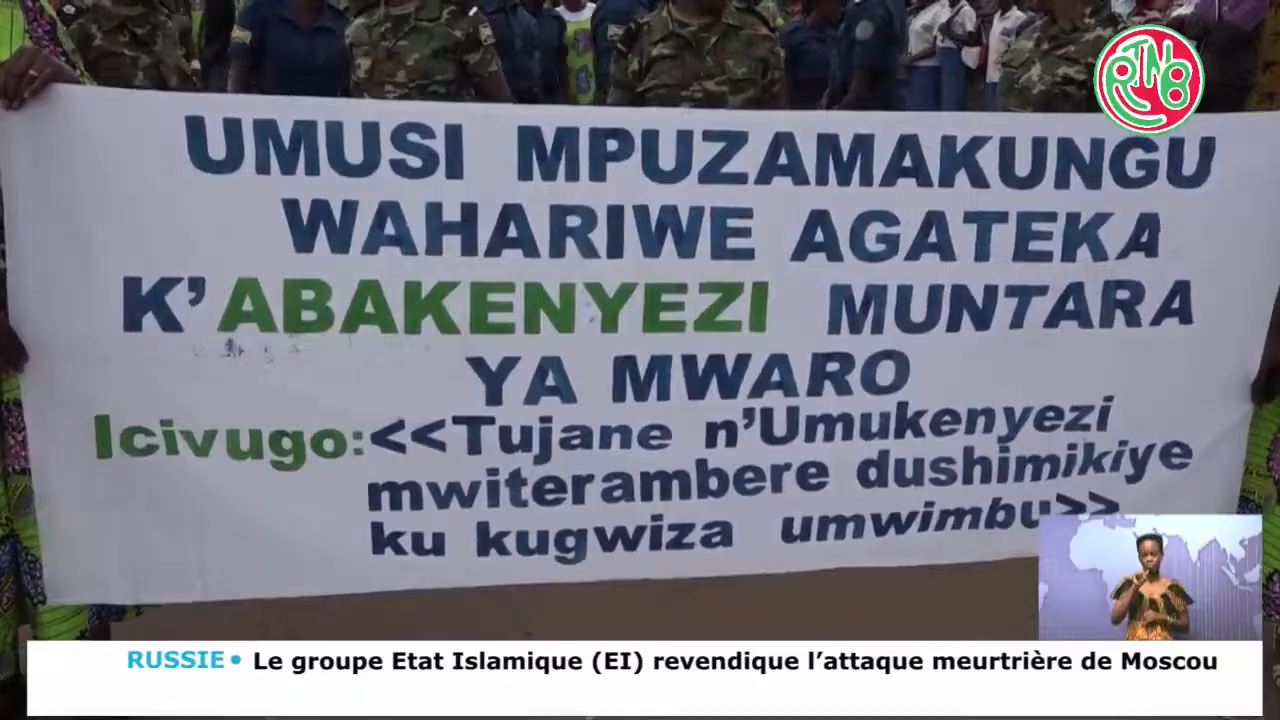 RTNB
UMUSI MPUZAMAKUNGU
WAHARIWE AGATEKA
K'ABAKENYEZI MUNTARA
YA MWARO
Icivugo:<<Tujane n'Umukenyezi
mwiterambere dushimikiye
ku kugwiza umwimbu>>
RUSSIE• Le groupe Etat Islamique (EI) revendique l'attaque meurtrière de Moscou